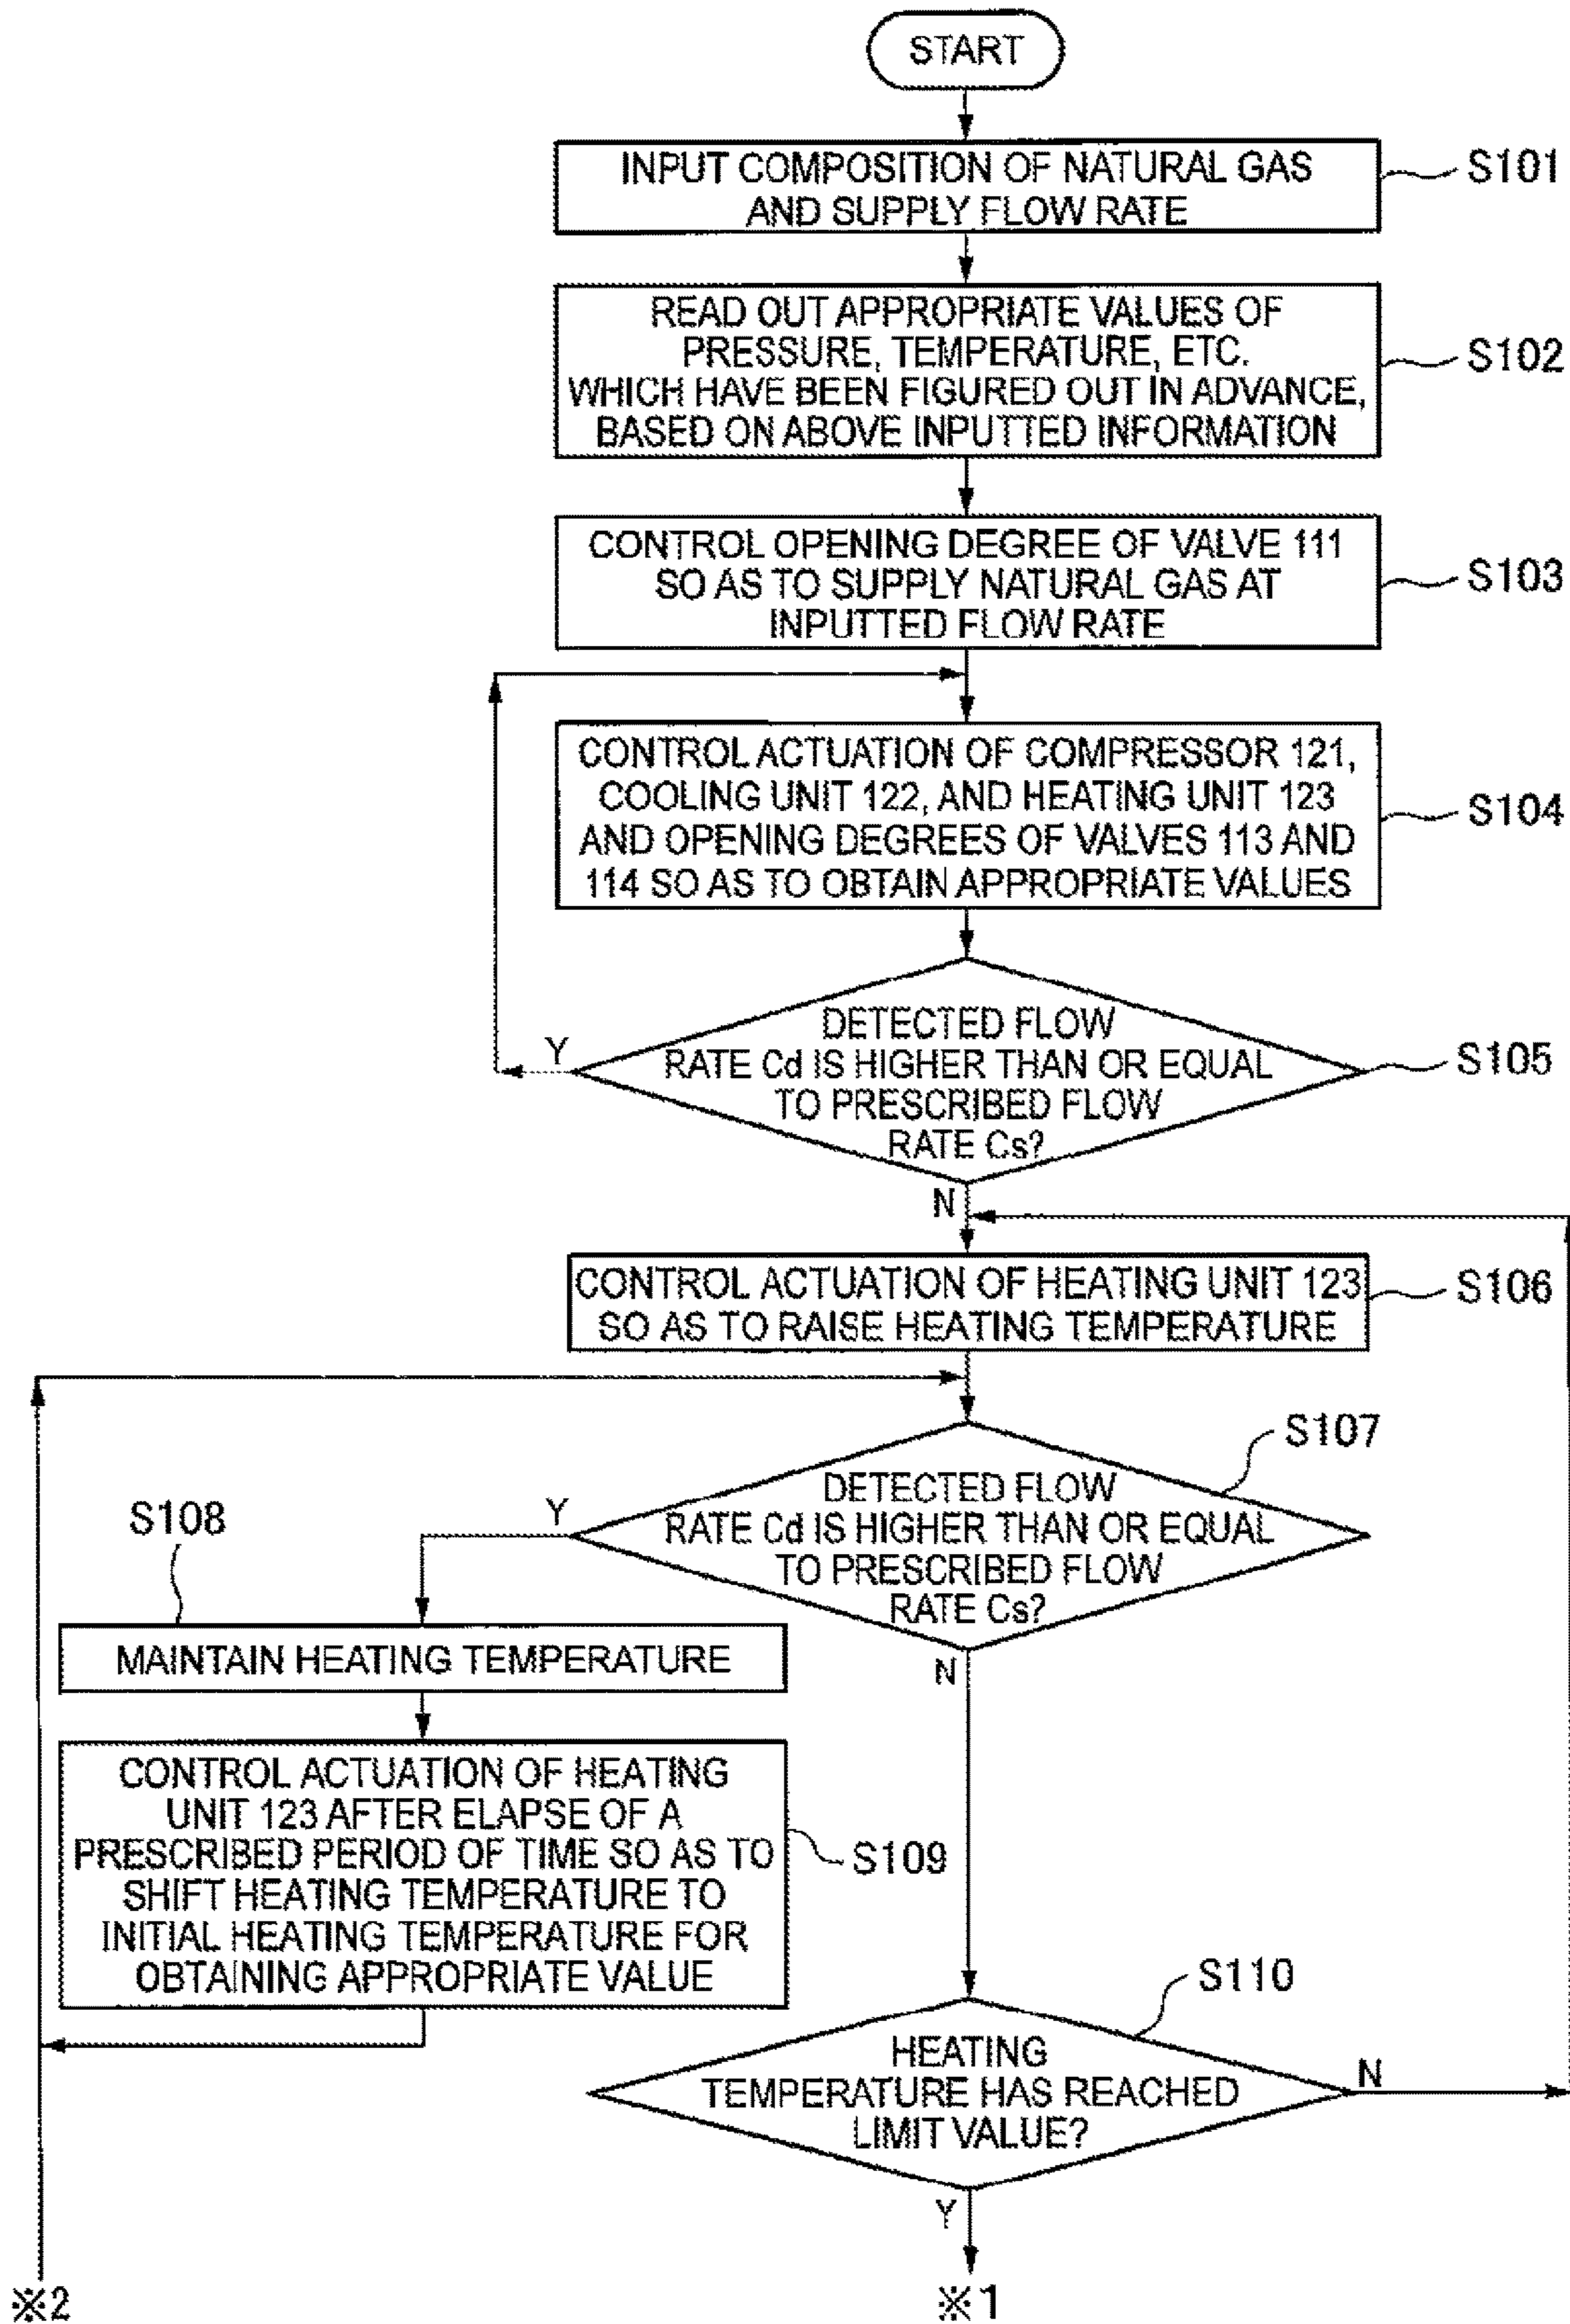 START
INPUT COMPOSITION OF NATURAL GAS
AND SUPPLY FLOW RATE
S101
READ OUT APPROPRIATE VALUES OF
PRESSURE, TEMPERATURE, ETC.
WHICH HAVE BEEN FIGURED OUT IN ADVANCE,
BASED ON ABOVE INPUTTED INFORMATION
S102
CONTROL OPENING DEGREE OF VALVE 111
SO AS TO SUPPLY NATURAL GAS AT
INPUTTED FLOW RATE
S103
CONTROL ACTUATION OF COMPRESSOR 121,
COOLING UNIT 122, AND HEATING UNIT 123
AND OPENING DEGREES OF VALVES 113 AND
114 SO AS TO OBTAIN APPROPRIATE VALUES
S104
DETECTED FLOW
RATE Cd IS HIGHER THAN OR EQUAL
TO PRESCRIBED FLOW
RATE Cs?
S105
Y
N
CONTROL ACTUATION OF HEATING UNIT 123
SO AS TO RAISE HEATING TEMPERATURE
S106
DETECTED FLOW
RATE Cd IS HIGHER THAN OR EQUAL
TO PRESCRIBED FLOW
RATE Cs?
S107
Y
N
S108
MAINTAIN HEATING TEMPERATURE
CONTROL ACTUATION OF HEATING
UNIT 123 AFTER ELAPSE OF A
PRESCRIBED PERIOD OF TIME SO AS TO
SHIFT HEATING TEMPERATURE TO
INITIAL HEATING TEMPERATURE FOR
OBTAINING APPROPRIATE VALUE
S109
HEATING
TEMPERATURE HAS REACHED
LIMIT VALUE?
S110
N
Y
※2
※1